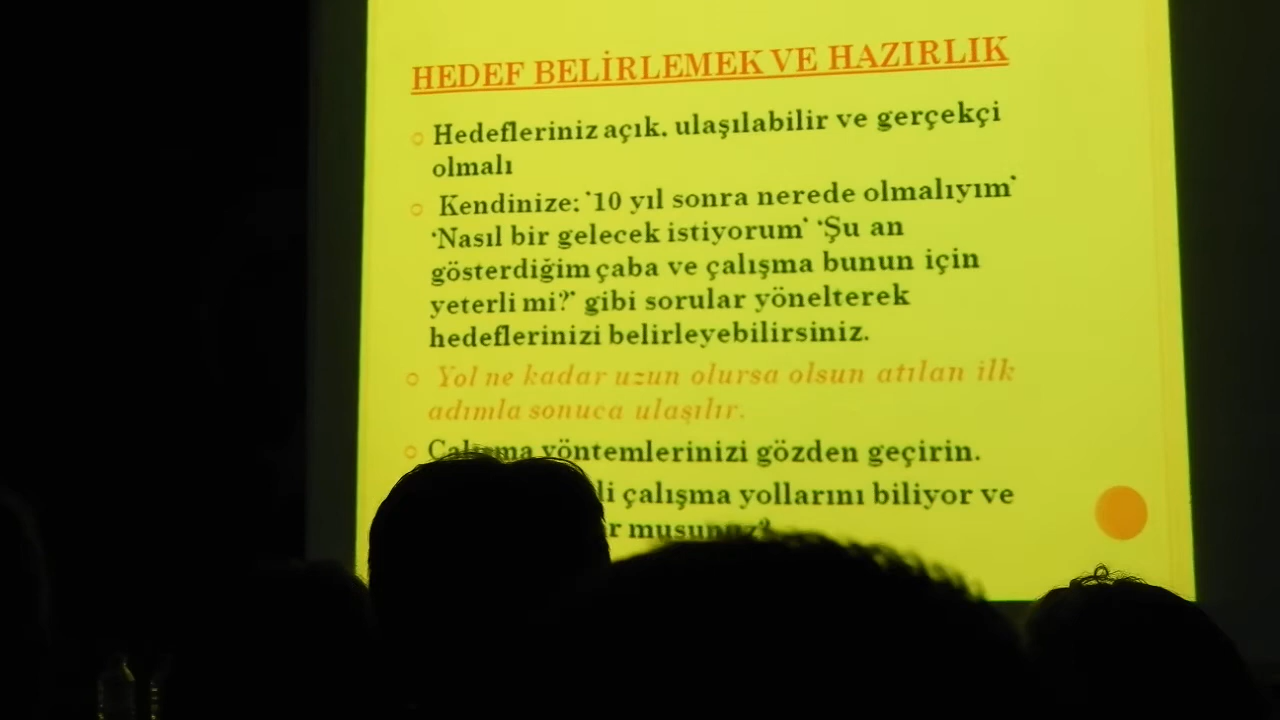 HEDEF BELİRLEMEK VE HAZIRLIK
Hedefleriniz açık. ulaşılabilir ve gerçekçi
olmalı
Kendinize: '10 yıl sonra nerede olmalıyım'
'Nasıl bir gelecek istiyorum' 'Şu an
gösterdiğim çaba ve çalışma bunun için
yeterli mi?' gibi sorular yönelterek
hedeflerinizi belirleyebilirsiniz.
Yol ne kadar uzun olursa olsun atılan ilk
adımla sonuca ulaşılır.
Çalışma yöntemlerinizi gözden geçirin.
çalışma yollarını biliyor ve
musunuz?